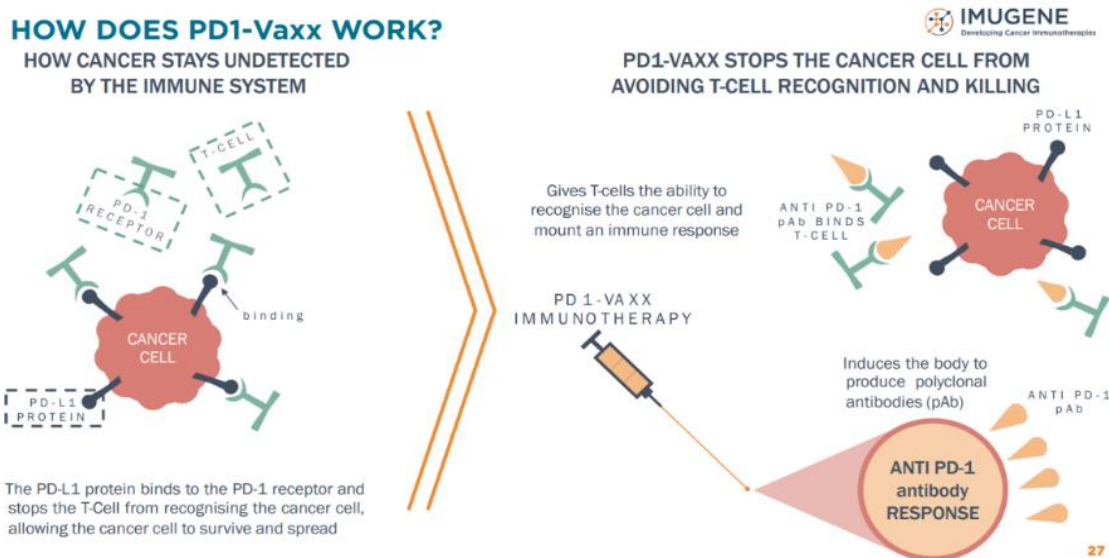 HOW DOES PD1-Vaxx WORK?
HOW CANCER STAYS UNDETECTED
BY THE IMMUNE SYSTEM
T-CELL
PD-1
RECEPTOR
binding
CANCER
CELL
PD-L1
PROTEIN
The PD-L1 protein binds to the PD-1 receptor and
stops the T-Cell from recognising the cancer cell,
allowing the cancer cell to survive and spread
IMUGENE
Developing Cancer Immunotherapies
PD1-VAXX STOPS THE CANCER CELL FROM
AVOIDING T-CELL RECOGNITION AND KILLING
PD-L1
PROTEIN
Gives T-cells the ability to
recognise the cancer cell and
mount an immune response
ANTI PD-1
pAb BINDS
T-CELL
CANCER
CELL
PD 1-VAXX
IMMUNOTHERAPY
Induces the body to
produce polyclonal
antibodies (pAb)
ANTI PD-1
pAb
ANTI PD-1
antibody
RESPONSE
27